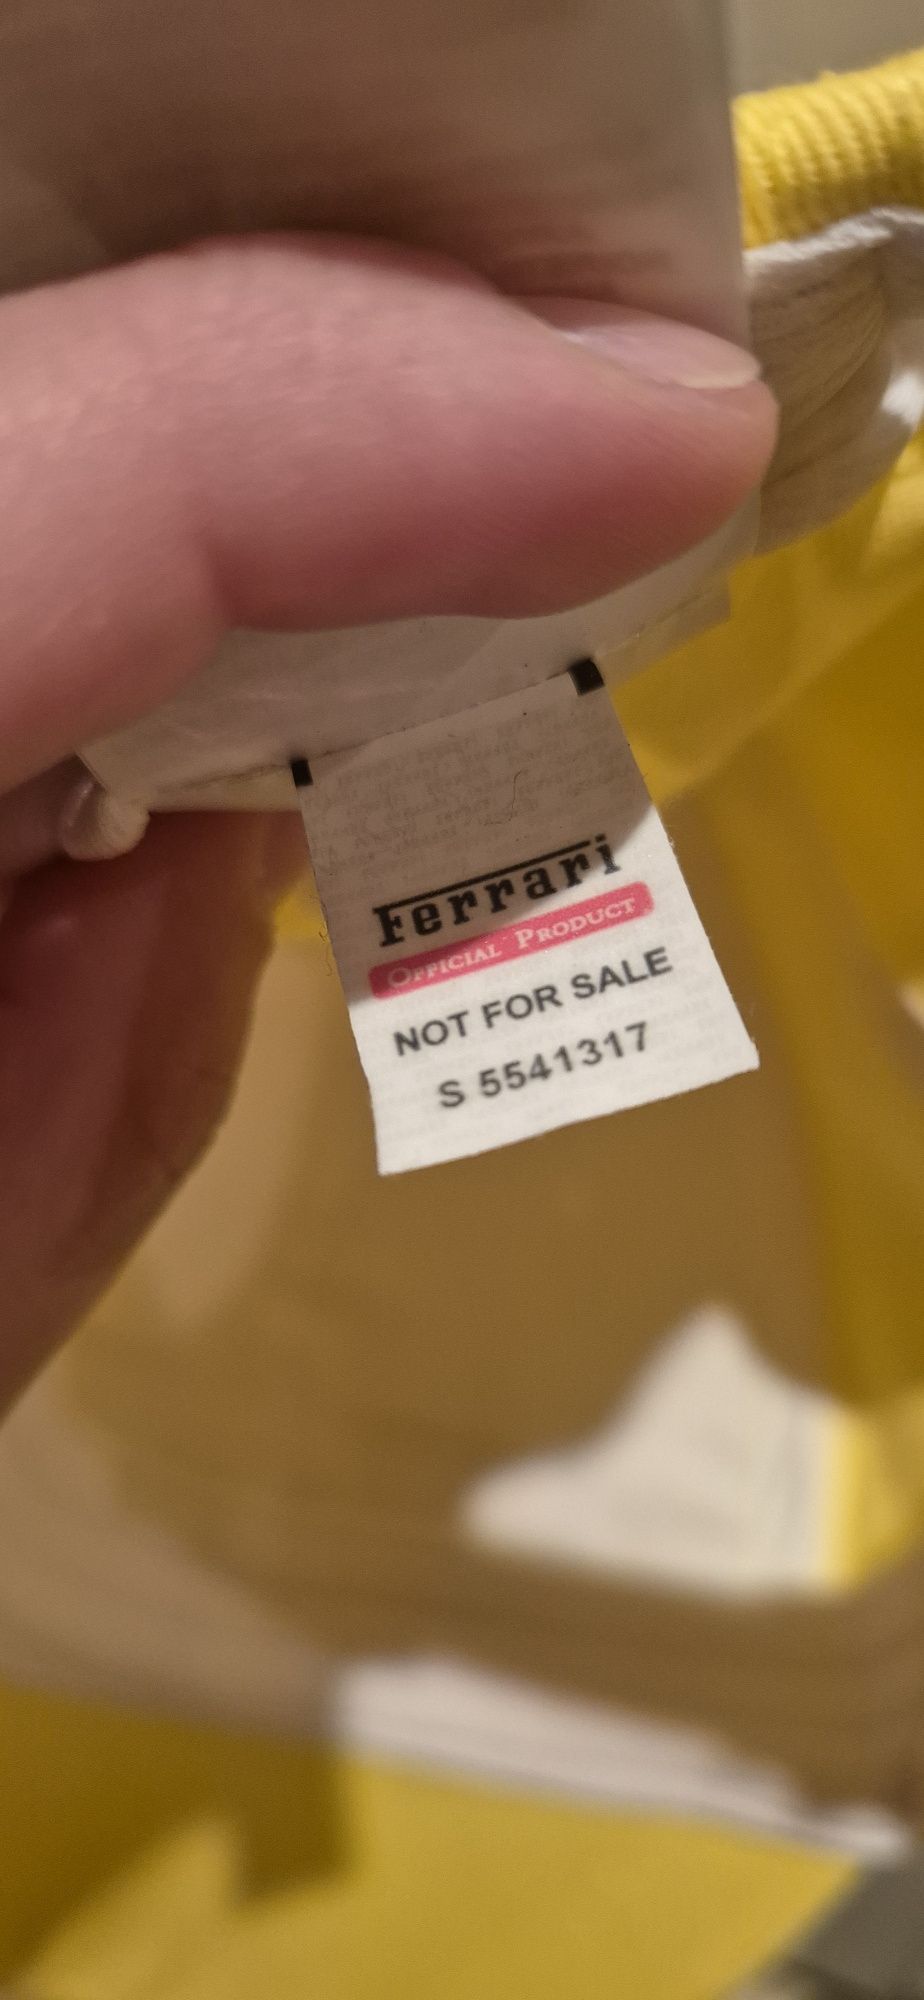 Ferrari
OFFICIAL PRODUCT
NOT FOR SALE
S 5541317